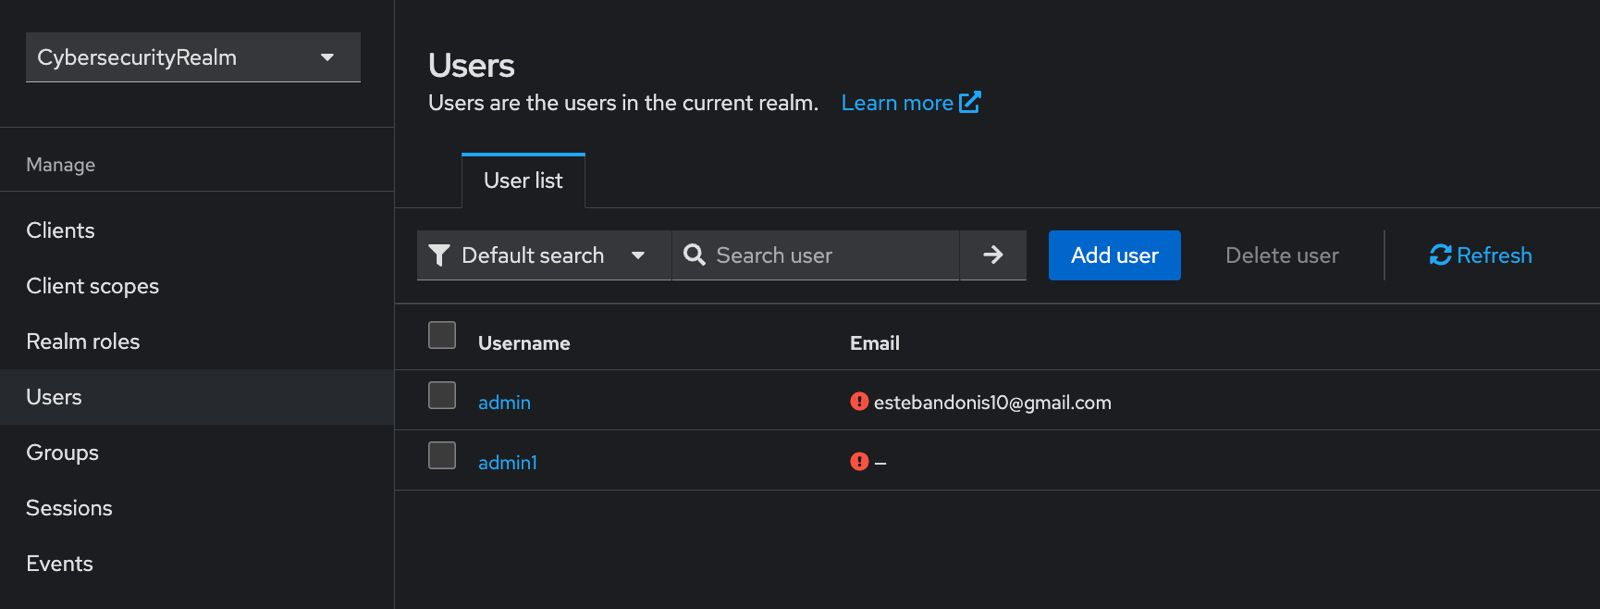 CybersecurityRealm
Manage
Clients
Client scopes
Realm roles
Users
Groups
Sessions
Events
Users
Users are the users in the current realm. Learn more
User list
Default search Search user Add user Delete user Refresh
Username Email
admin estebandonis10@gmail.com
admin1 –